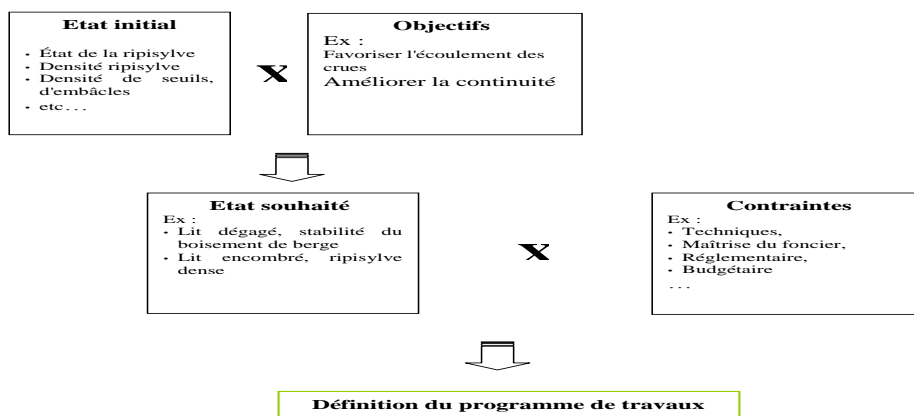 Etat initial
• État de la ripisylve
• Densité ripisylve
• Densité de seuils,
d'embâcles
• etc…
X
Objectifs
Ex :
Favoriser l'écoulement des
crues
Améliorer la continuité
Etat souhaité
Ex :
• Lit dégagé, stabilité du
boisement de berge
• Lit encombré, ripisylve
dense
X
Contraintes
Ex :
• Techniques,
• Maîtrise du foncier,
• Réglementaire,
• Budgétaire
…
Définition du programme de travaux